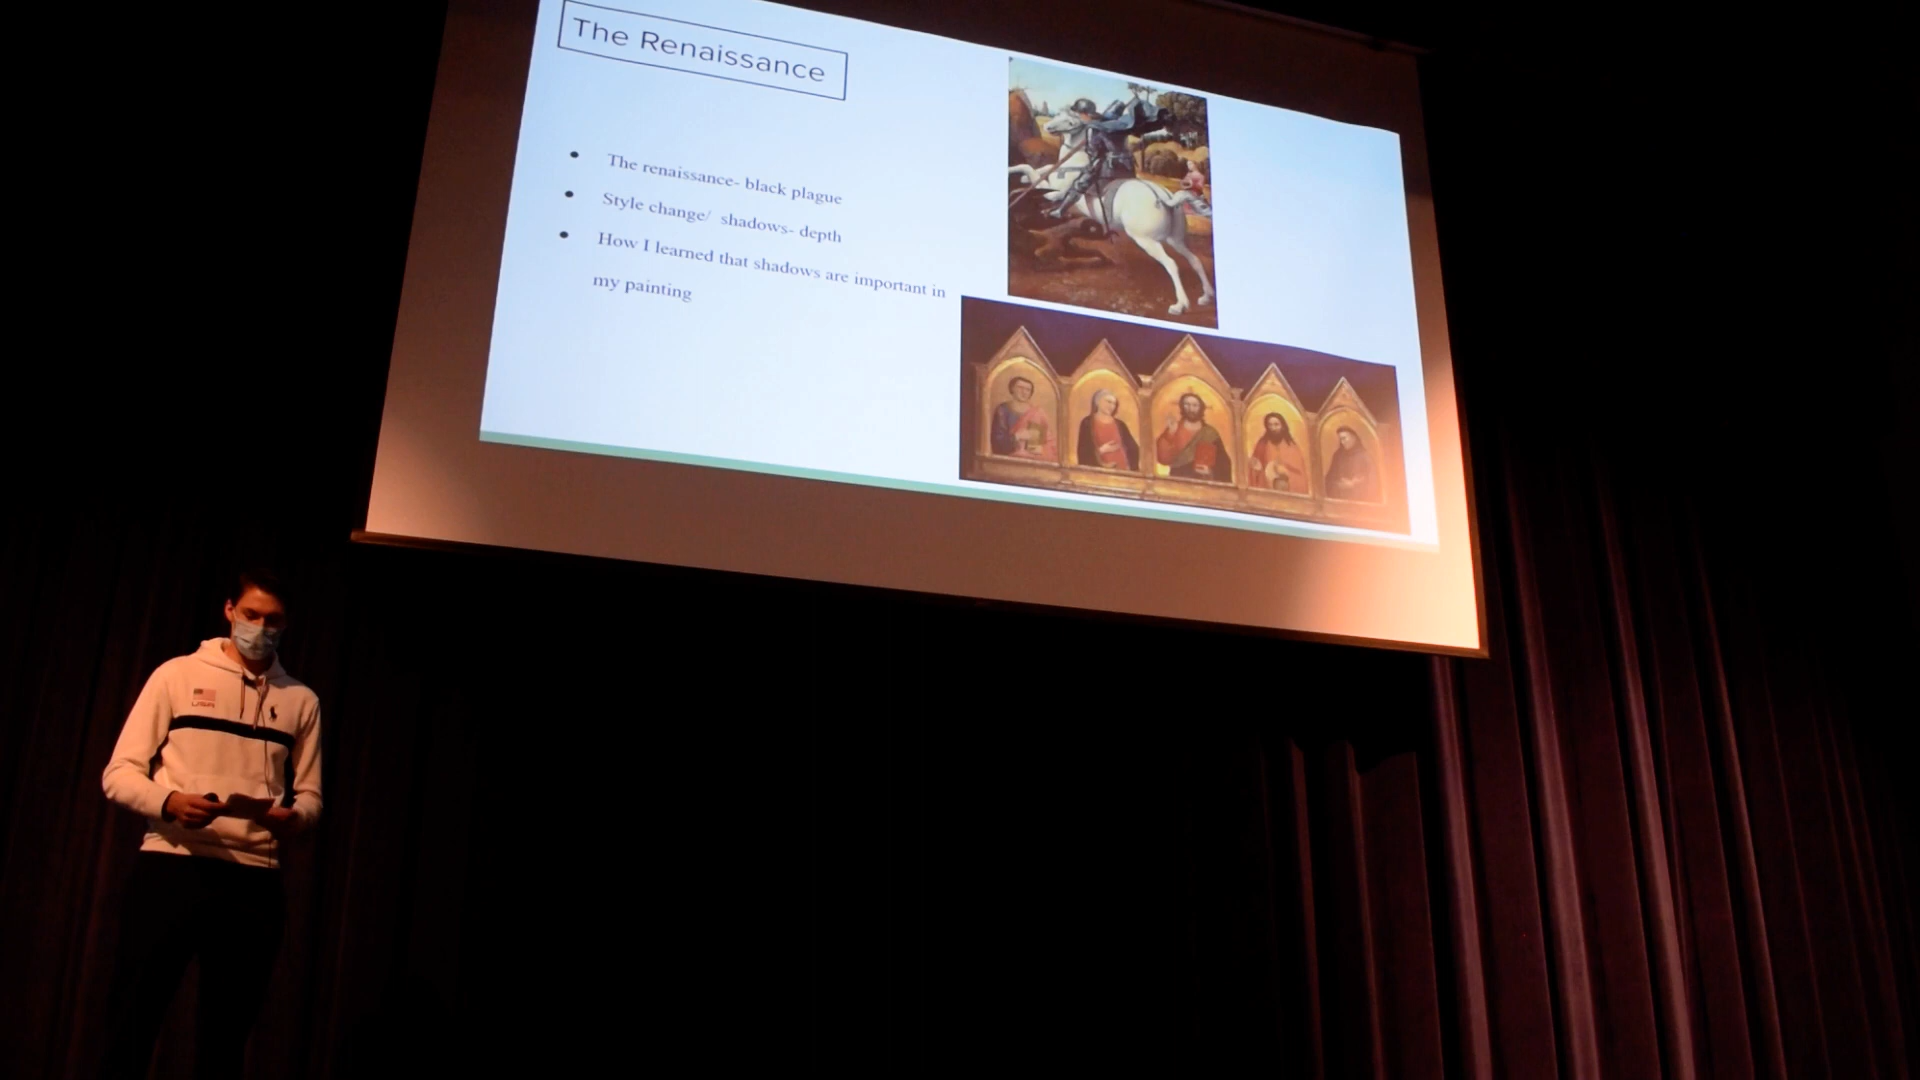 The Renaissance
The renaissance- black plague
Style change/ shadows- depth
How I learned that shadows are important in
my painting
USA